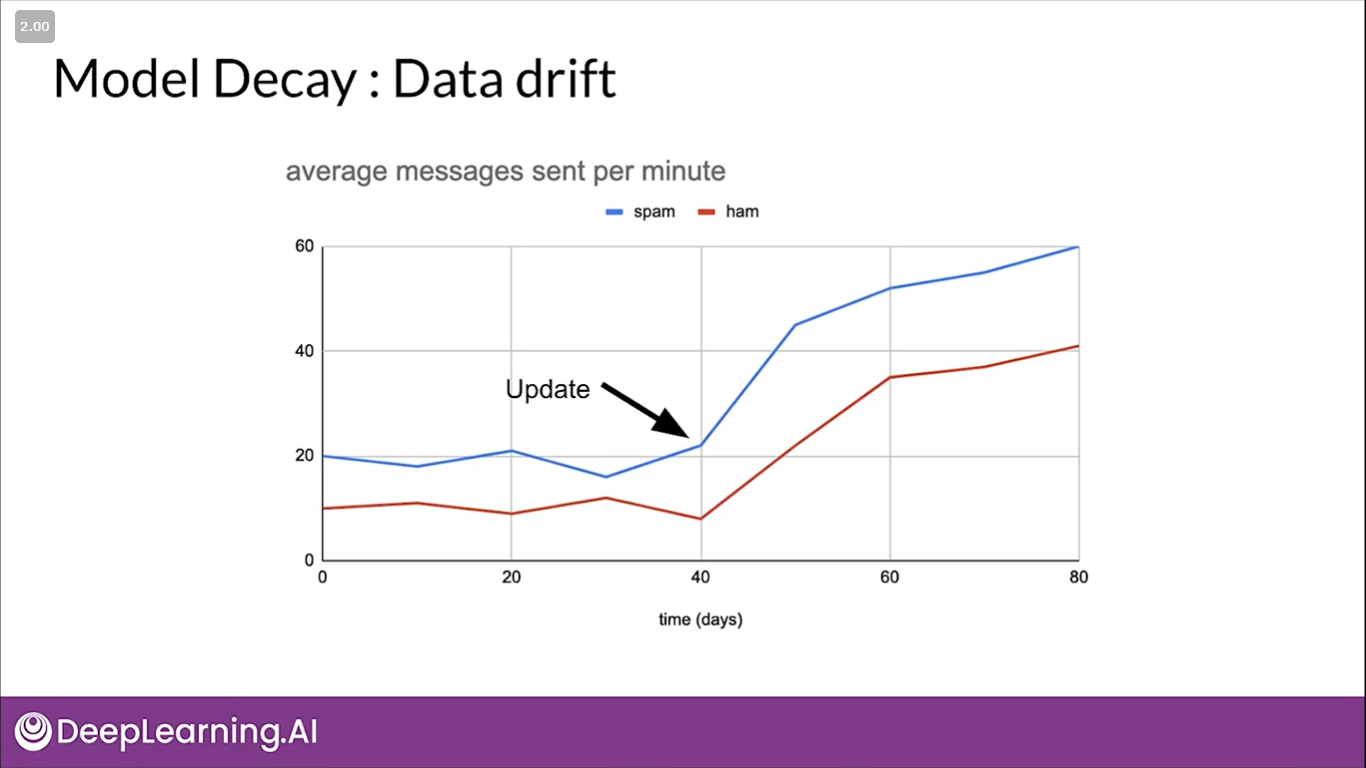 2.00
Model Decay : Data drift
average messages sent per minute
spam ham
60
40
Update
20
0
0 20 40 60 80
time (days)
DeepLearning.AI